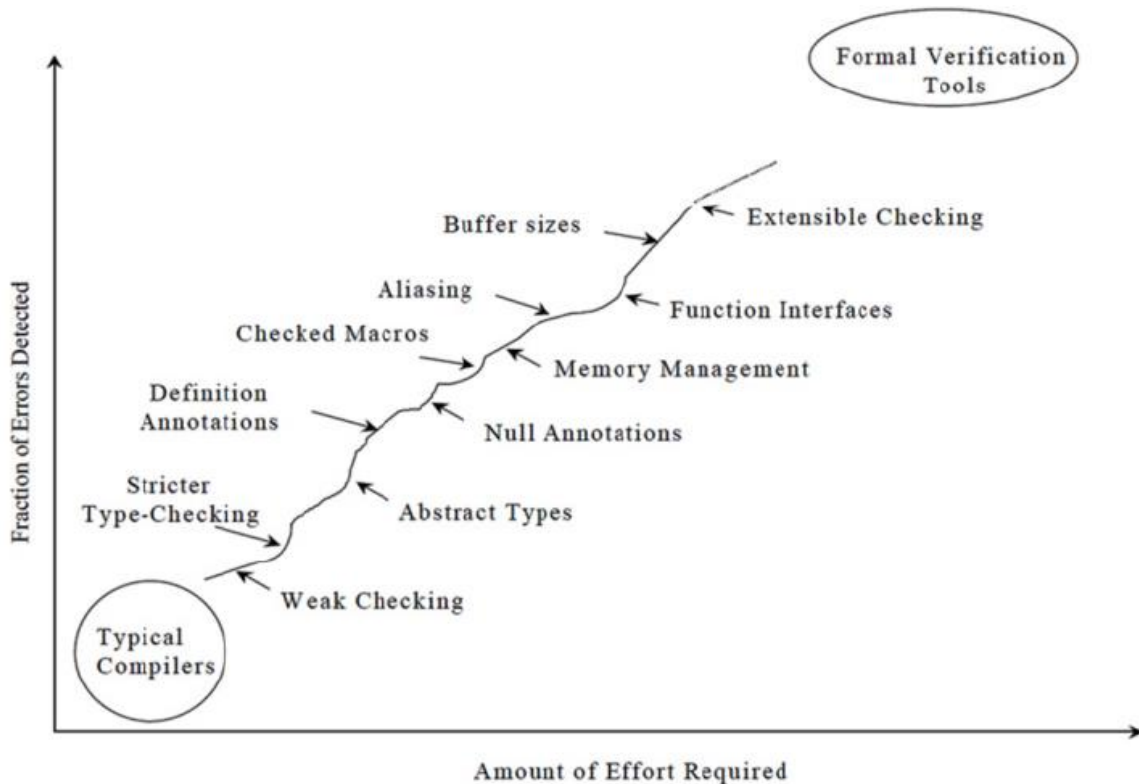 Formal Verification
Tools
Buffer sizes
Extensible Checking
Aliasing
Function Interfaces
Checked Macros
Memory Management
Definition
Annotations
Null Annotations
Stricter
Type-Checking
Abstract Types
Weak Checking
Typical
Compilers
Fraction of Errors Detected
Amount of Effort Required